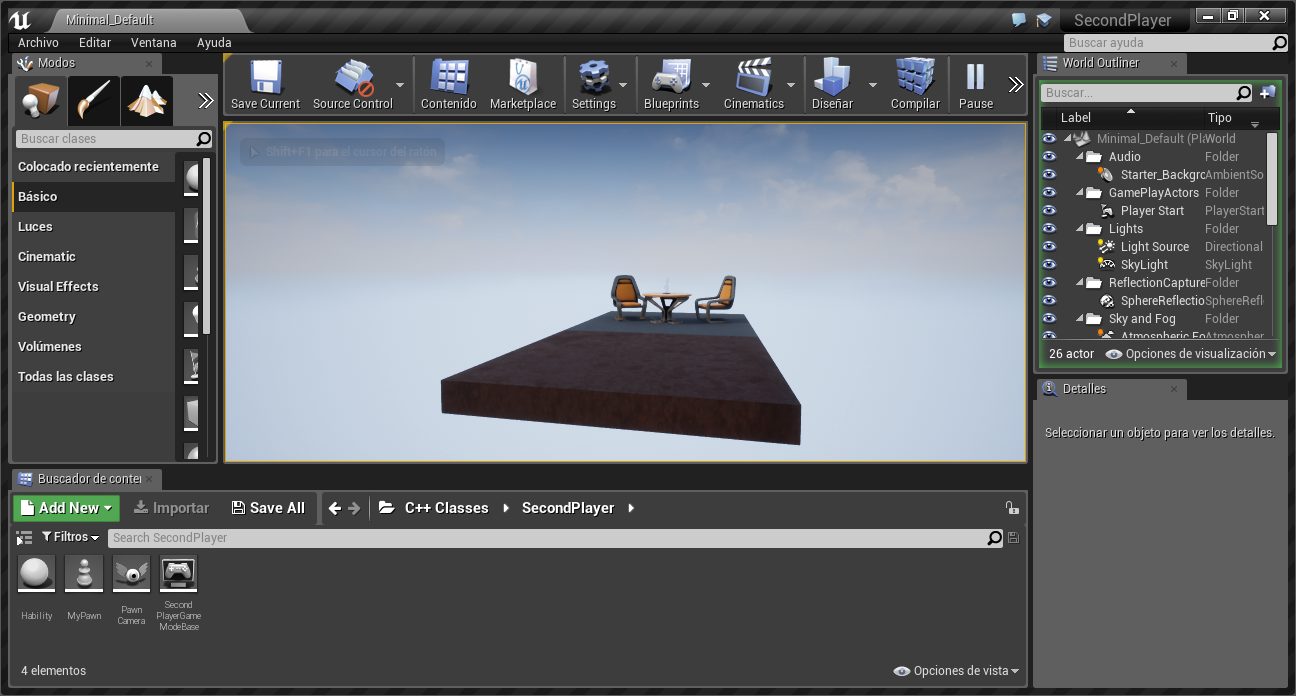 Minimal_Default
SecondPlayer
Archivo Editar Ventana Ayuda
Buscar ayuda
Modos
Buscar clases
Colocado recientemente
Básico
Luces
Cinematic
Visual Effects
Geometry
Volúmenes
Todas las clases
Save Current
Source Control
Contenido
Marketplace
Settings
Blueprints
Cinematics
Diseñar
Compilar
Pause
Shift+F1 para el cursor del ratón
World Outliner
Buscar...
Label Tipo
Minimal_Default (Pla World
Audio Folder
Starter_Backgro AmbientSo
GamePlayActors Folder
Player Start PlayerStart
Lights Folder
Light Source Directional
SkyLight SkyLight
ReflectionCapture Folder
SphereReflectio SphereRefle
Sky and Fog Folder
Atmospheric Fo Atmospher
26 actor Opciones de visualización
Detalles
Seleccionar un objeto para ver los detalles.
Buscador de conter
Add New Importar Save All C++ Classes SecondPlayer
Filtros Search SecondPlayer
Hability
MyPawn
Pawn
Camera
Second
PlayerGame
ModeBase
4 elementos
Opciones de vista